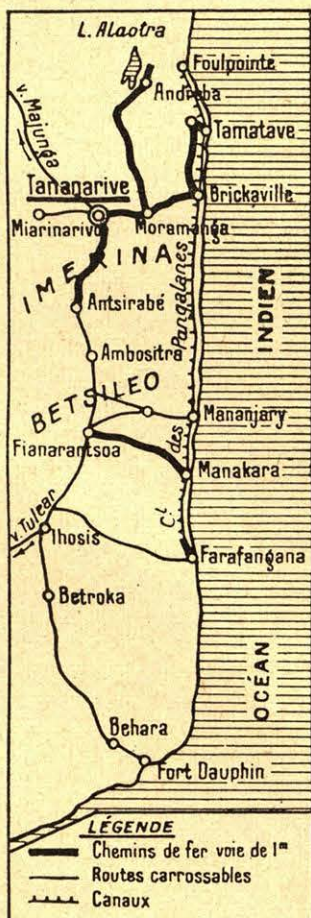 L. Alaotra
Foulpointe
Andreba
Tamatave
v. Majunga
Tananarive
Brickaville
Miarinarivo
Moramanga
IMERINA
Antsirabé
Ct. des Pangalanes
INDIEN
Ambositra
BETSILEO
Mananjary
Fianarantsoa
Manakara
v. Tulear
Ihosis
Farafangana
Betroka
OCÉAN
Behara
Fort Dauphin
LÉGENDE
Chemins de fer voie de 1m
Routes carrossables
Canaux